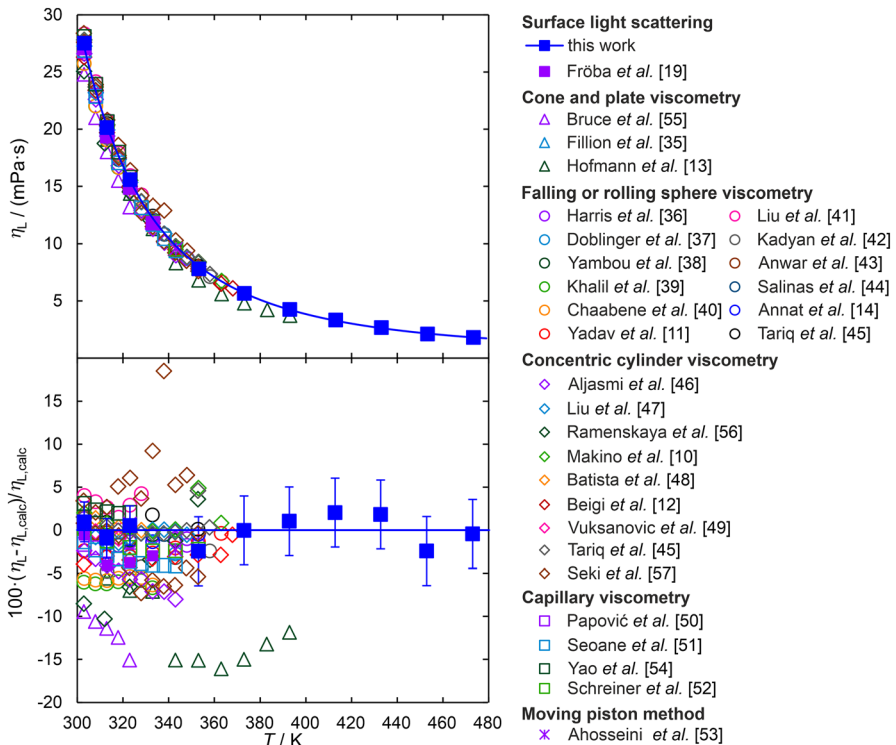 30
25
20
15
10
5
η_L / (mPa·s)
15
10
5
0
-5
-10
-15
-20
100·(η_L- η_L,calc)/η_L,calc
300 320 340 360 380 400 420 440 460 480
T / K
Surface light scattering
this work
Fröba et al. [19]
Cone and plate viscometry
Bruce et al. [55]
Fillion et al. [35]
Hofmann et al. [13]
Falling or rolling sphere viscometry
Harris et al. [36] Liu et al. [41]
Doblinger et al. [37] Kadyan et al. [42]
Yambou et al. [38] Anwar et al. [43]
Khalil et al. [39] Salinas et al. [44]
Chaabene et al. [40] Annat et al. [14]
Yadav et al. [11] Tariq et al. [45]
Concentric cylinder viscometry
Aljasmi et al. [46]
Liu et al. [47]
Ramenskaya et al. [56]
Makino et al. [10]
Batista et al. [48]
Beigi et al. [12]
Vuksanovic et al. [49]
Tariq et al. [45]
Seki et al. [57]
Capillary viscometry
Papović et al. [50]
Seoane et al. [51]
Yao et al. [54]
Schreiner et al. [52]
Moving piston method
Ahosseini et al. [53]